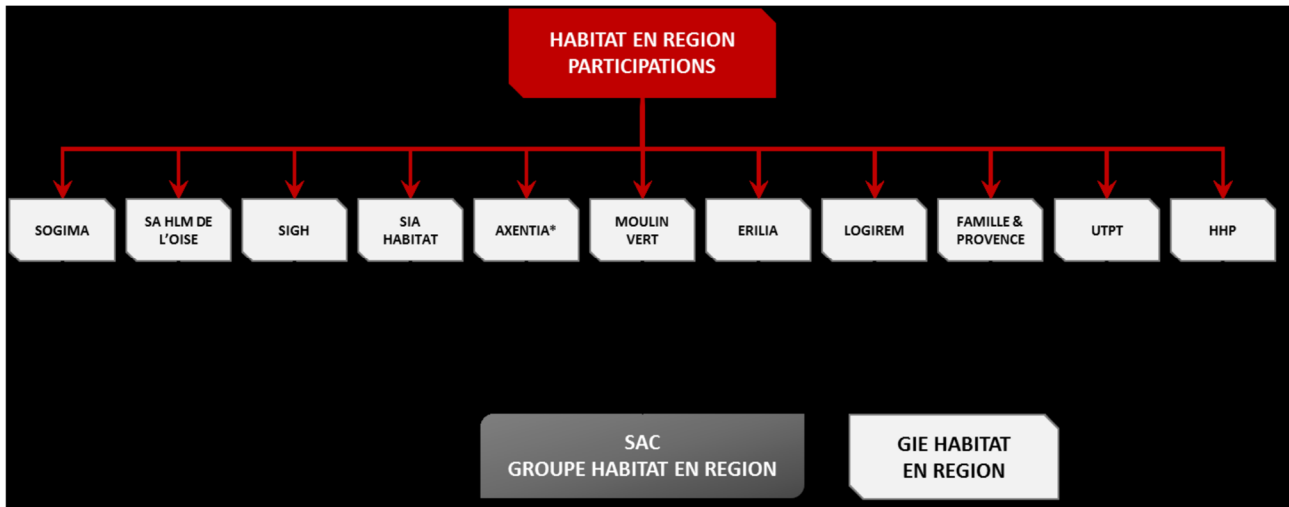 HABITAT EN REGION
PARTICIPATIONS
SOGIMA
SA HLM DE
L'OISE
SIGH
SIA
HABITAT
AXENTIA*
MOULIN
VERT
ERILIA
LOGIREM
FAMILLE &
PROVENCE
UTPT
HHP
SAC
GROUPE HABITAT EN REGION
GIE HABITAT
EN REGION